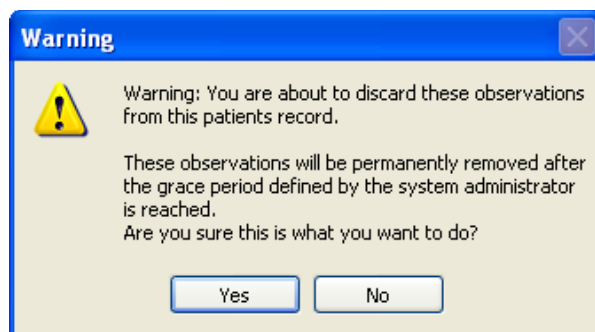 Warning
Warning: You are about to discard these observations
from this patients record.
These observations will be permanently removed after
the grace period defined by the system administrator
is reached.
Are you sure this is what you want to do?
Yes
No